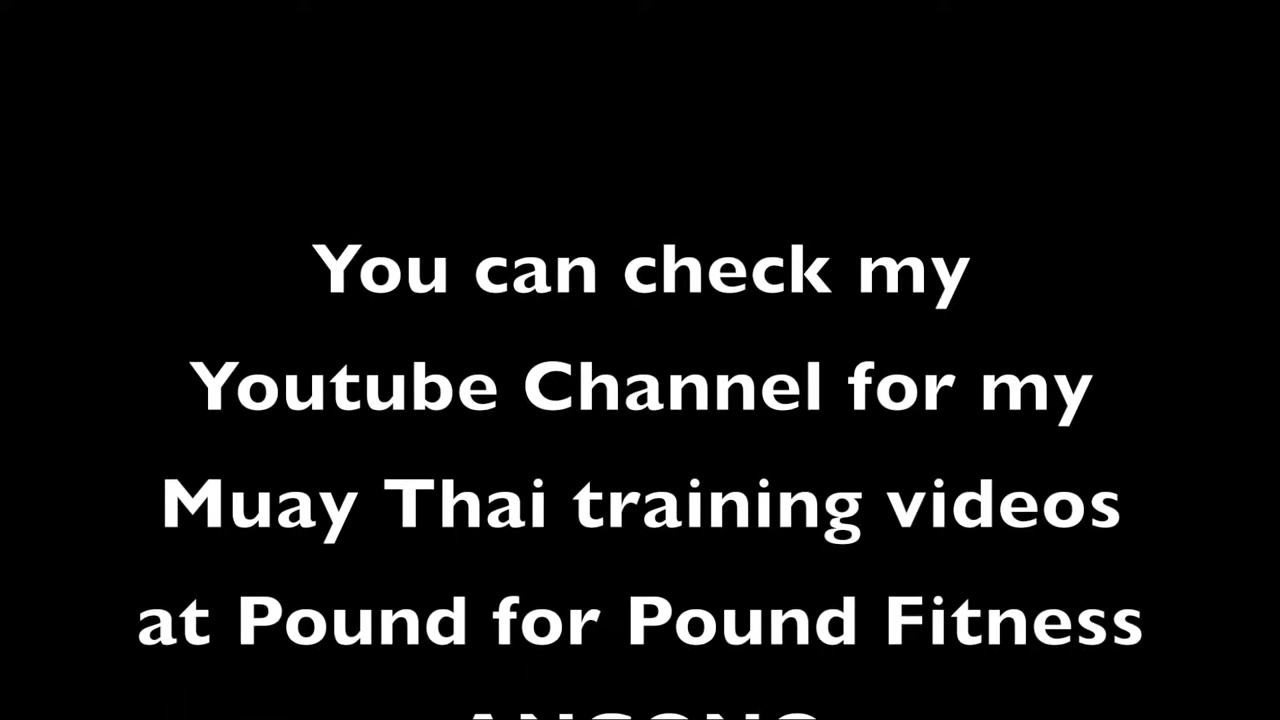 You can check my
Youtube Channel for my
Muay Thai training videos
at Pound for Pound Fitness